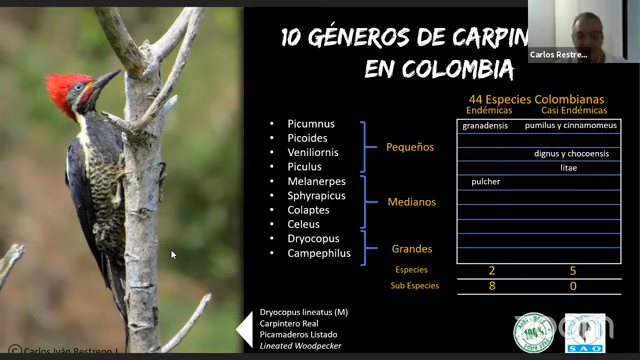 10 GÉNEROS DE CARPIN
EN COLOMBIA
Carlos Restre...
44 Especies Colombianas
Endémicas
Casi Endémicas
granadensis
pumilus y cinnamomeus
dignus y chocoensis
litae
pulcher
• Picumnus
• Picoides
• Veniliornis
• Piculus
• Melanerpes
• Sphyrapicus
• Colaptes
• Celeus
• Dryocopus
• Campephilus
Pequeños
Medianos
Grandes
Especies 2 5
Sub Especies 8 0
Dryocopus lineatus (M)
Carpintero Real
Picamaderos Listado
Lineated Woodpecker
© Carlos Iván Restrepo J.
zoom
100%
SAO